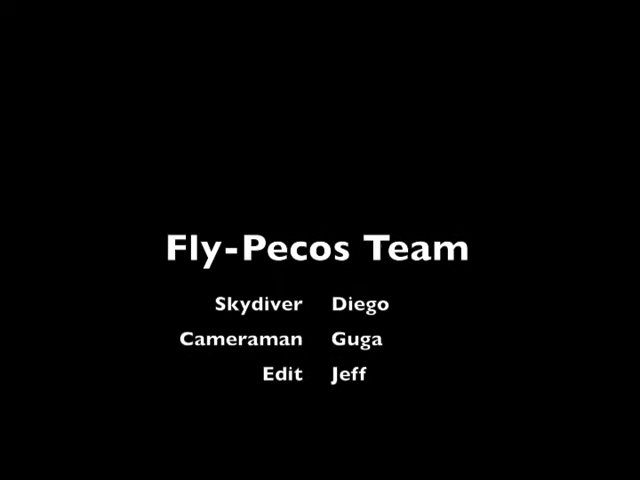 Fly-Pecos Team
Skydiver Diego
Cameraman Guga
Edit Jeff